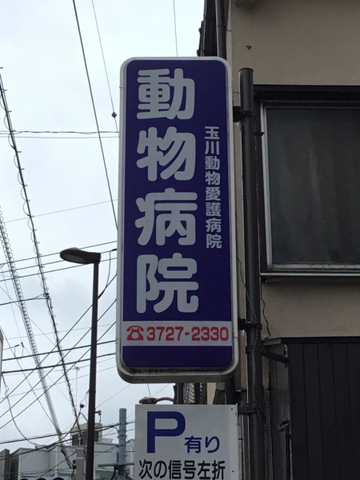 動物病院
玉川動物愛護病院
☎3727-2330
P有り
次の信号左折